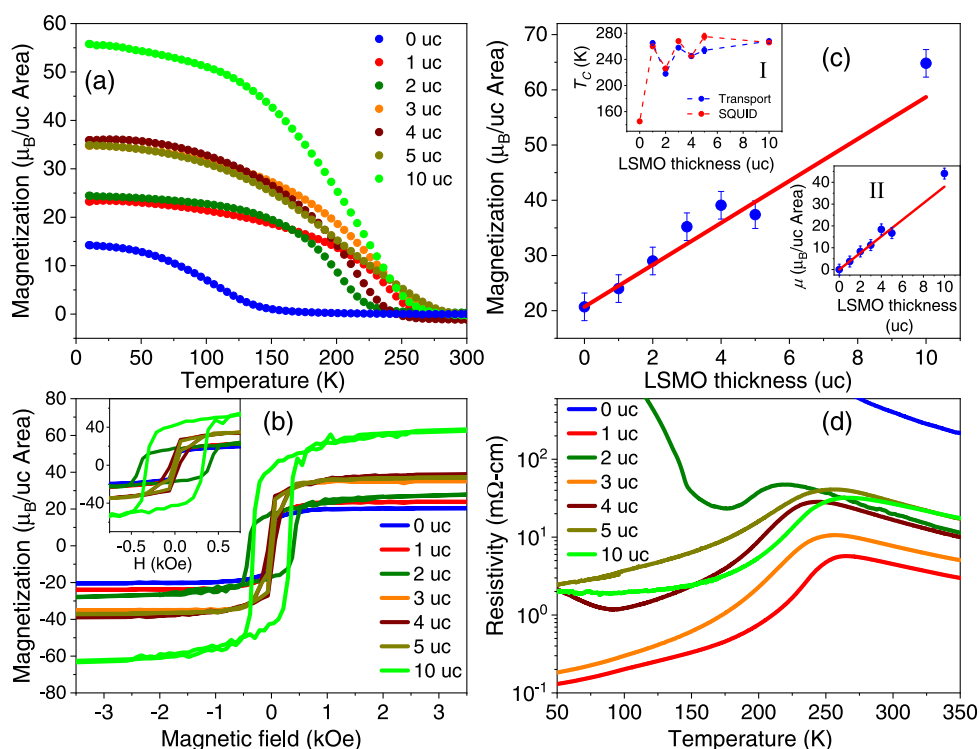 60
50
40
30
20
10
0
Magnetization (μB/uc Area)
(a)
0 uc
1 uc
2 uc
3 uc
4 uc
5 uc
10 uc
0 50 100 150 200 250 300
Temperature (K)
70
60
50
40
30
20
Magnetization (μB/uc Area)
(c)
280
240
200
160
TC (K)
I
Transport
SQUID
0 2 4 6 8 10
LSMO thickness (uc)
II
40
30
20
10
0
μ (μB/uc Area)
0 2 4 6 8 10
LSMO thickness
(uc)
0 2 4 6 8 10
LSMO thickness (uc)
80
60
40
20
0
-20
-40
-60
-80
Magnetization (μB/uc Area)
(b)
40
0
-40
-0.5 0.0 0.5
H (kOe)
0 uc
1 uc
2 uc
3 uc
4 uc
5 uc
10 uc
-3 -2 -1 0 1 2 3
Magnetic field (kOe)
10²
10¹
10⁰
10⁻¹
Resistivity (mΩ-cm)
(d)
0 uc
1 uc
2 uc
3 uc
4 uc
5 uc
10 uc
50 100 150 200 250 300 350
Temperature (K)